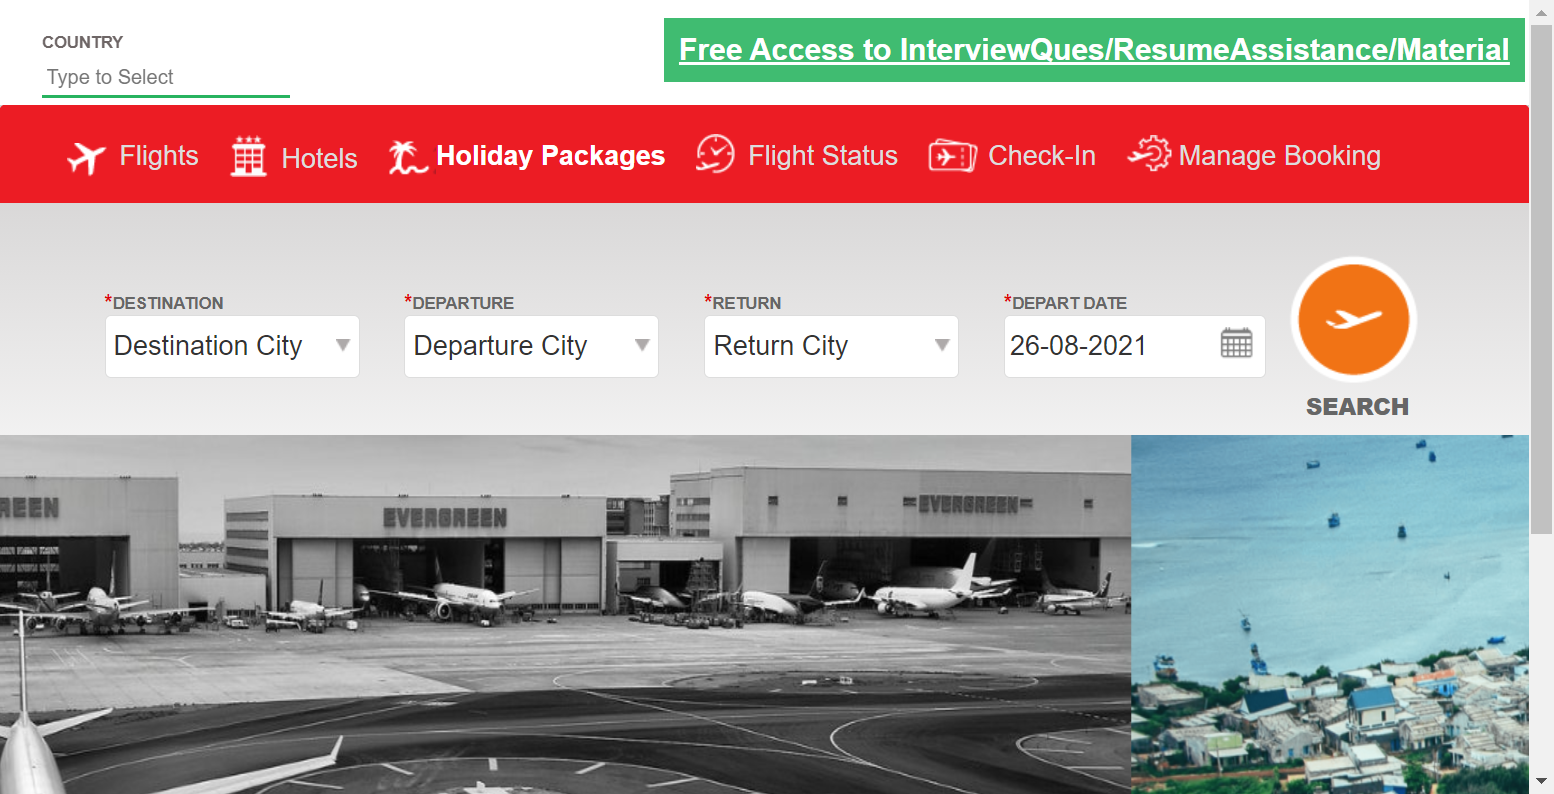 COUNTRY
Type to Select
Free Access to InterviewQues/ResumeAssistance/Material
Flights
Hotels
Holiday Packages
Flight Status
Check-In
Manage Booking
*DESTINATION
Destination City
*DEPARTURE
Departure City
*RETURN
Return City
*DEPART DATE
26-08-2021
SEARCH
REEN
EVERGREEN
EVERGREEN